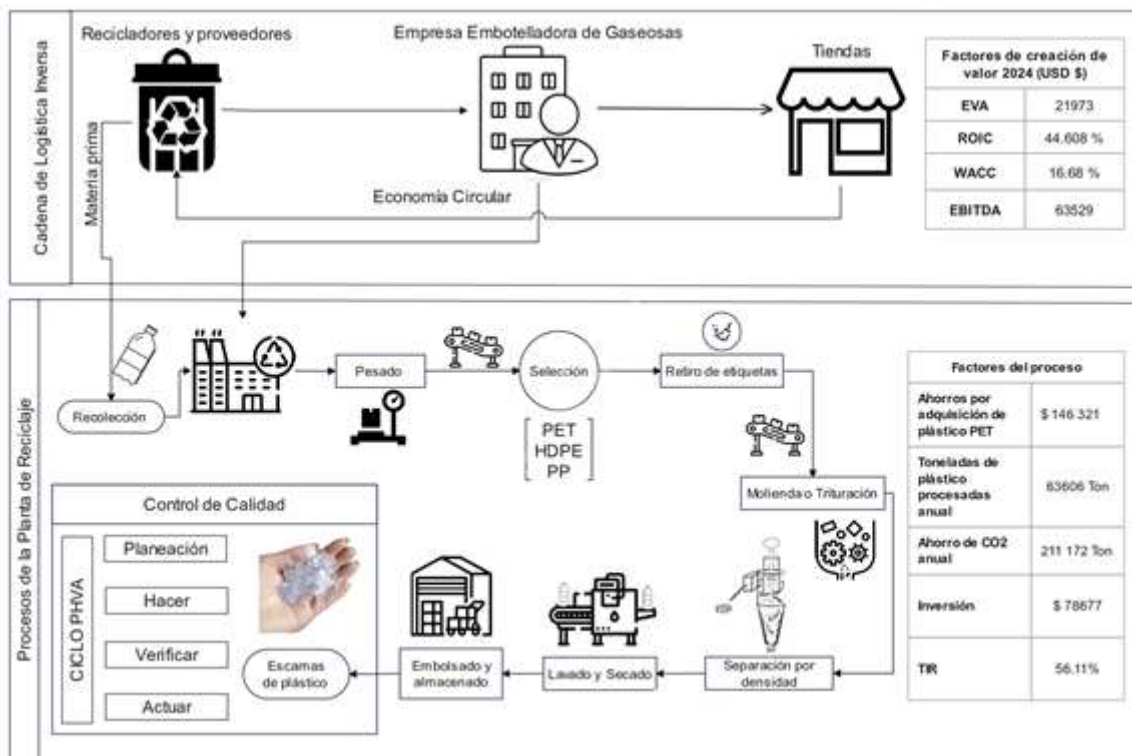 Cadena de Logística Inversa
Recicladores y proveedores
Empresa Embotelladora de Gaseosas
Tiendas
Materia prima
Economía Circular
Factores de creación de
valor 2024 (USD $)
EVA 21973
ROIC 44.608 %
WACC 16.68 %
EBITDA 63529
Procesos de la Planta de Reciclaje
Recolección
Pesado
Selección
PET
HDPE
PP
Retiro de etiquetas
Molienda o Trituración
Separación por
densidad
Lavado y Secado
Embolsado y
almacenado
Escamas
de plástico
Control de Calidad
CICLO PHVA
Planeación
Hacer
Verificar
Actuar
Factores del proceso
Ahorros por
adquisición de
plástico PET
$ 146 321
Toneladas de
plástico
procesadas
anual
63606 Ton
Ahorro de CO2
anual
211 172 Ton
Inversión
$ 78677
TIR
56.11%